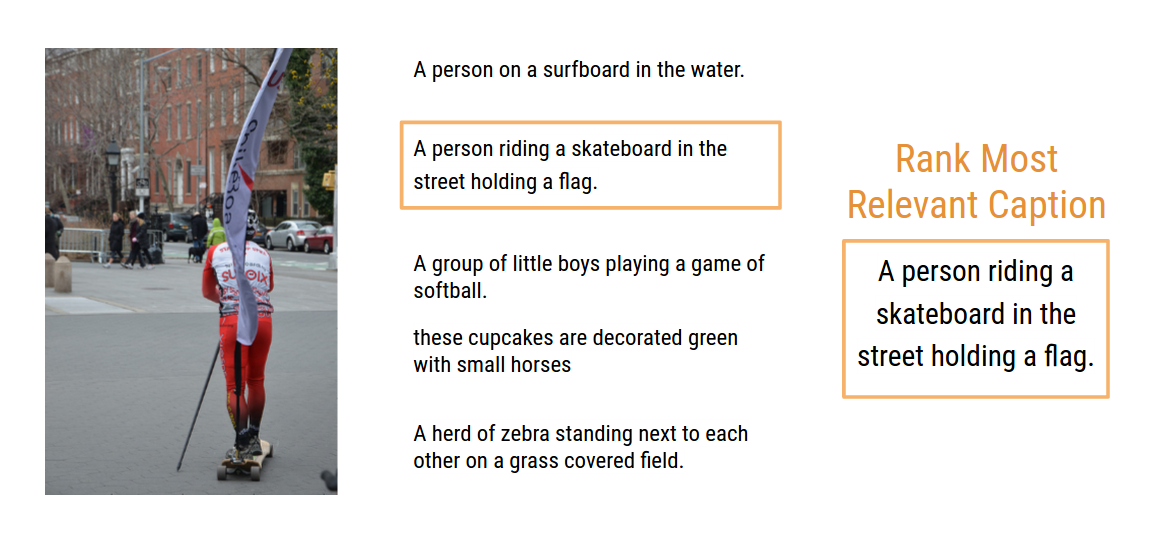 A person on a surfboard in the water.
A person riding a skateboard in the
street holding a flag.
A group of little boys playing a game of
softball.
these cupcakes are decorated green
with small horses
A herd of zebra standing next to each
other on a grass covered field.
Rank Most
Relevant Caption
A person riding a
skateboard in the
street holding a flag.